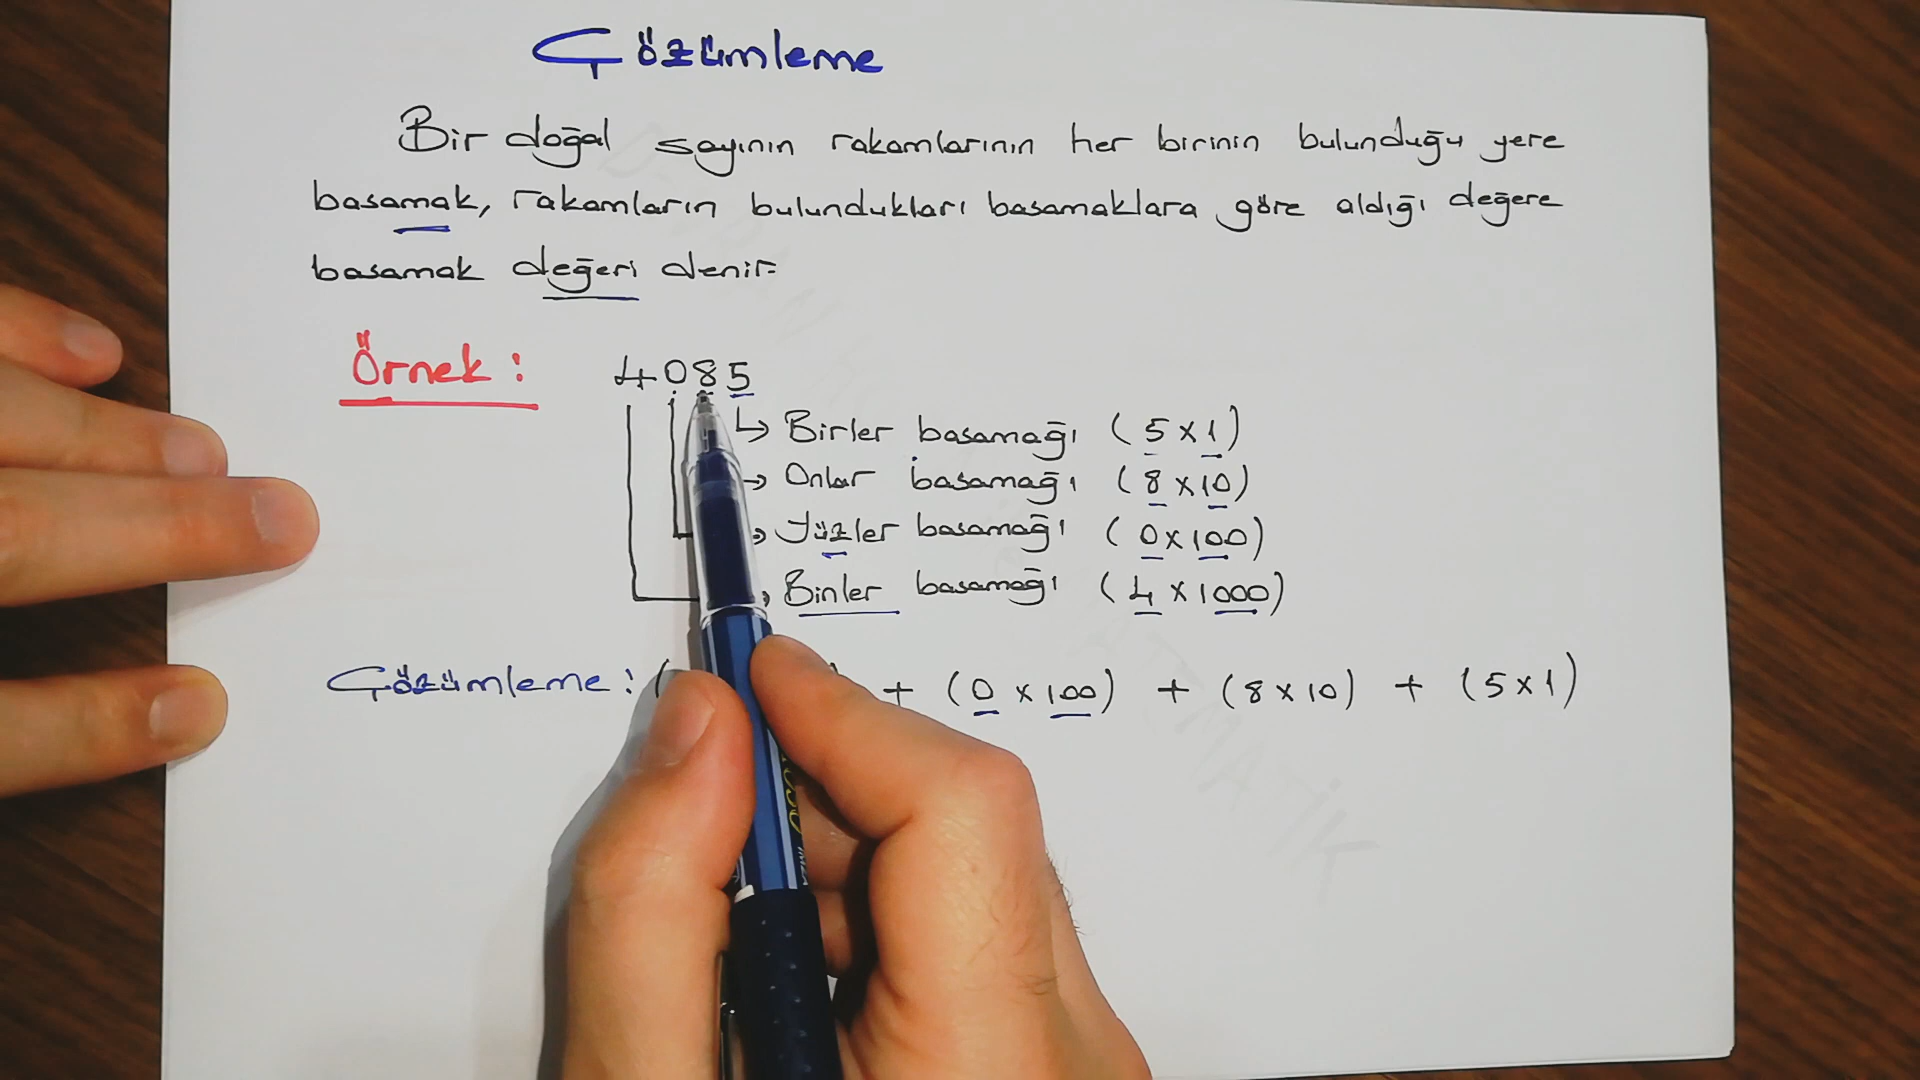 Çözümleme
Bir doğal sayının rakamlarının her birinin bulunduğu yere
basamak, rakamların bulundukları basamaklara göre aldığı değere
basamak değeri denir.
Örnek : 4085
Birler basamağı (5 x 1)
Onlar basamağı (8 x 10)
Yüzler basamağı (0 x 100)
Binler basamağı (4 x 1000)
Çözümleme : ( ) + (0 x 100) + (8 x 10) + (5 x 1)
MATEMATİK